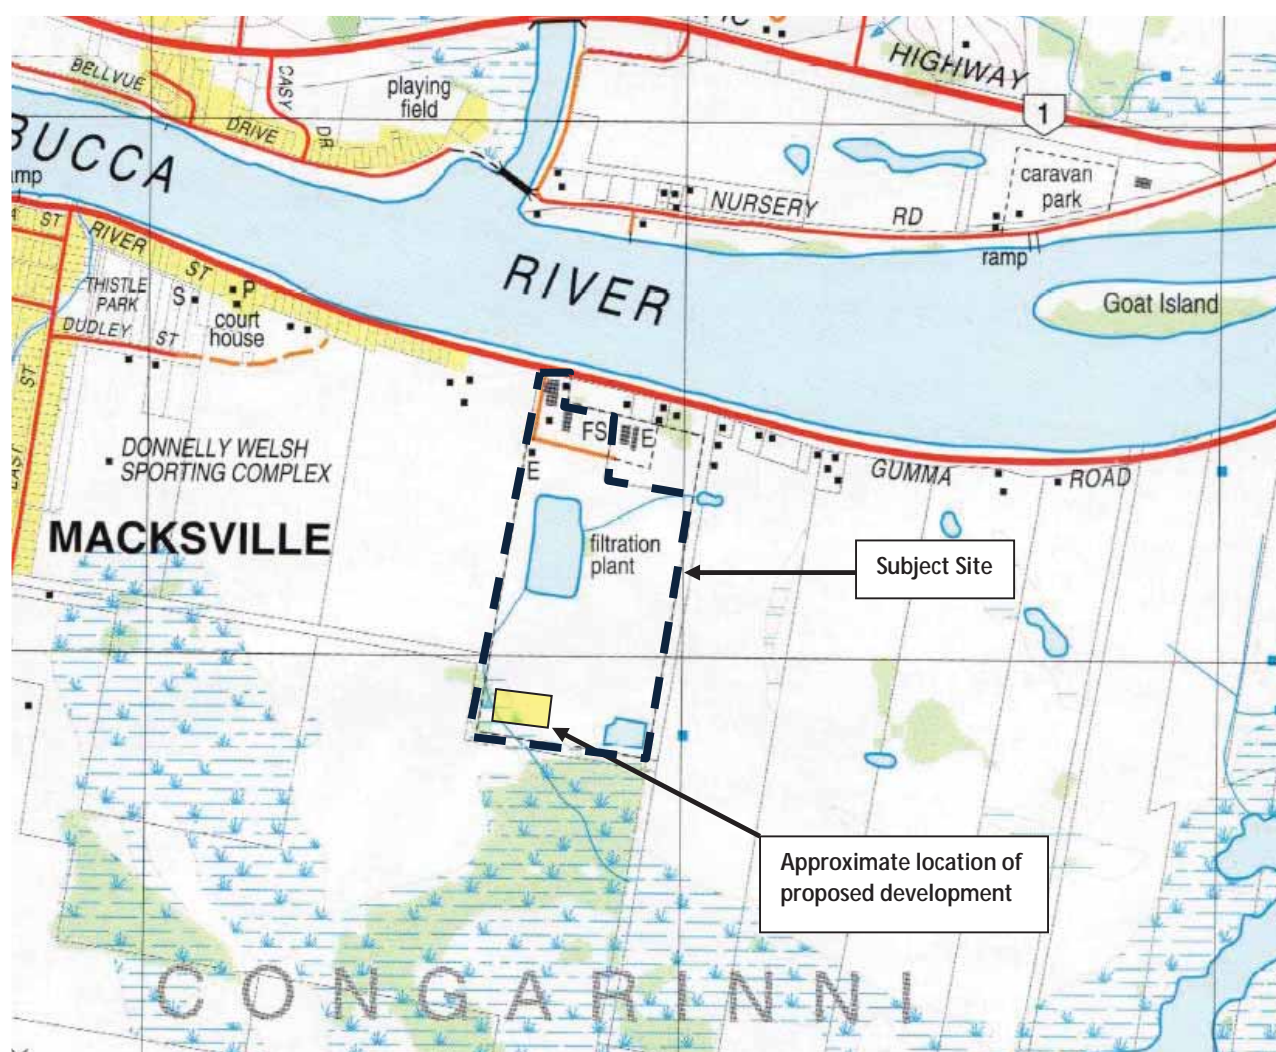 HIGHWAY
1
BELLVUE
DRIVE
CASY
DR
playing
field
BUCCA
caravan
park
NURSERY RD
ramp
RIVER
Goat Island
ST
RIVER
ST
THISTLE
PARK
S
P
court
house
DUDLEY ST
ST
EAST
DONNELLY WELSH
SPORTING COMPLEX
MACKSVILLE
FS
E
E
filtration
plant
GUMMA ROAD
Subject Site
Approximate location of
proposed development
CONGARINNI